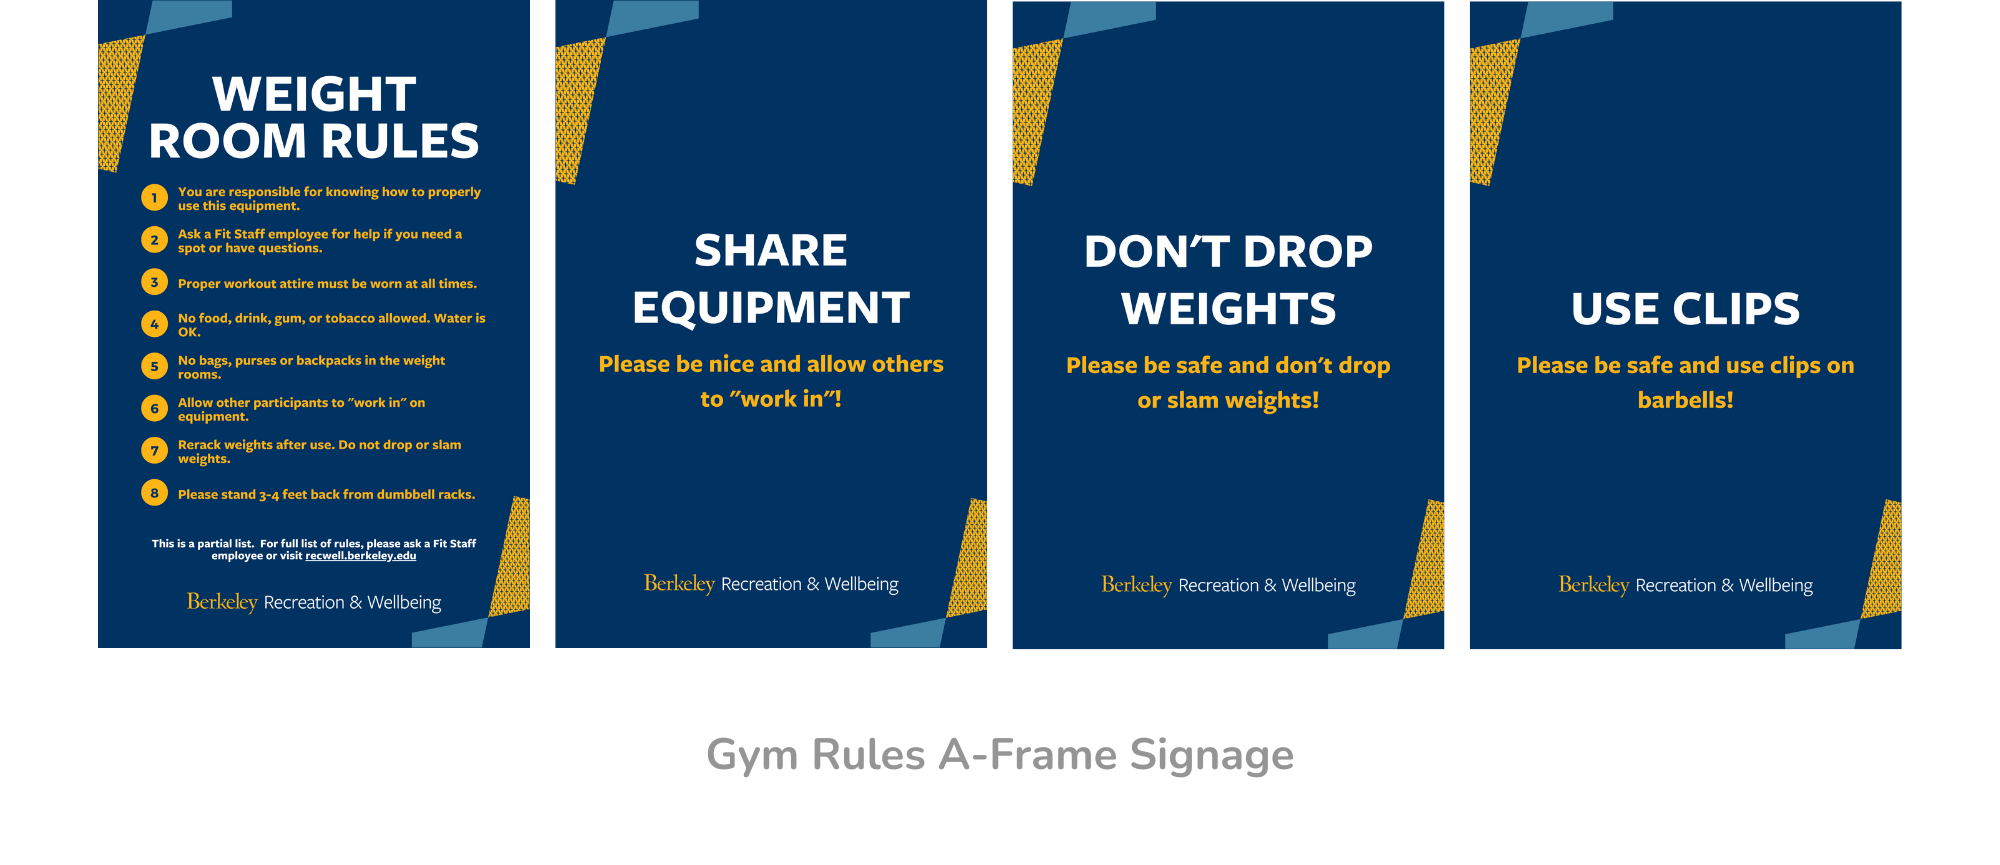 WEIGHT
ROOM RULES
1 You are responsible for knowing how to properly
use this equipment.
2 Ask a Fit Staff employee for help if you need a
spot or have questions.
3 Proper workout attire must be worn at all times.
4 No food, drink, gum, or tobacco allowed. Water is
OK.
5 No bags, purses or backpacks in the weight
rooms.
6 Allow other participants to "work in" on
equipment.
7 Rerack weights after use. Do not drop or slam
weights.
8 Please stand 3-4 feet back from dumbbell racks.
This is a partial list.  For full list of rules, please ask a Fit Staff
employee or visit recwell.berkeley.edu
Berkeley Recreation & Wellbeing
SHARE
EQUIPMENT
Please be nice and allow others
to "work in"!
Berkeley Recreation & Wellbeing
DON'T DROP
WEIGHTS
Please be safe and don't drop
or slam weights!
Berkeley Recreation & Wellbeing
USE CLIPS
Please be safe and use clips on
barbells!
Berkeley Recreation & Wellbeing
Gym Rules A-Frame Signage